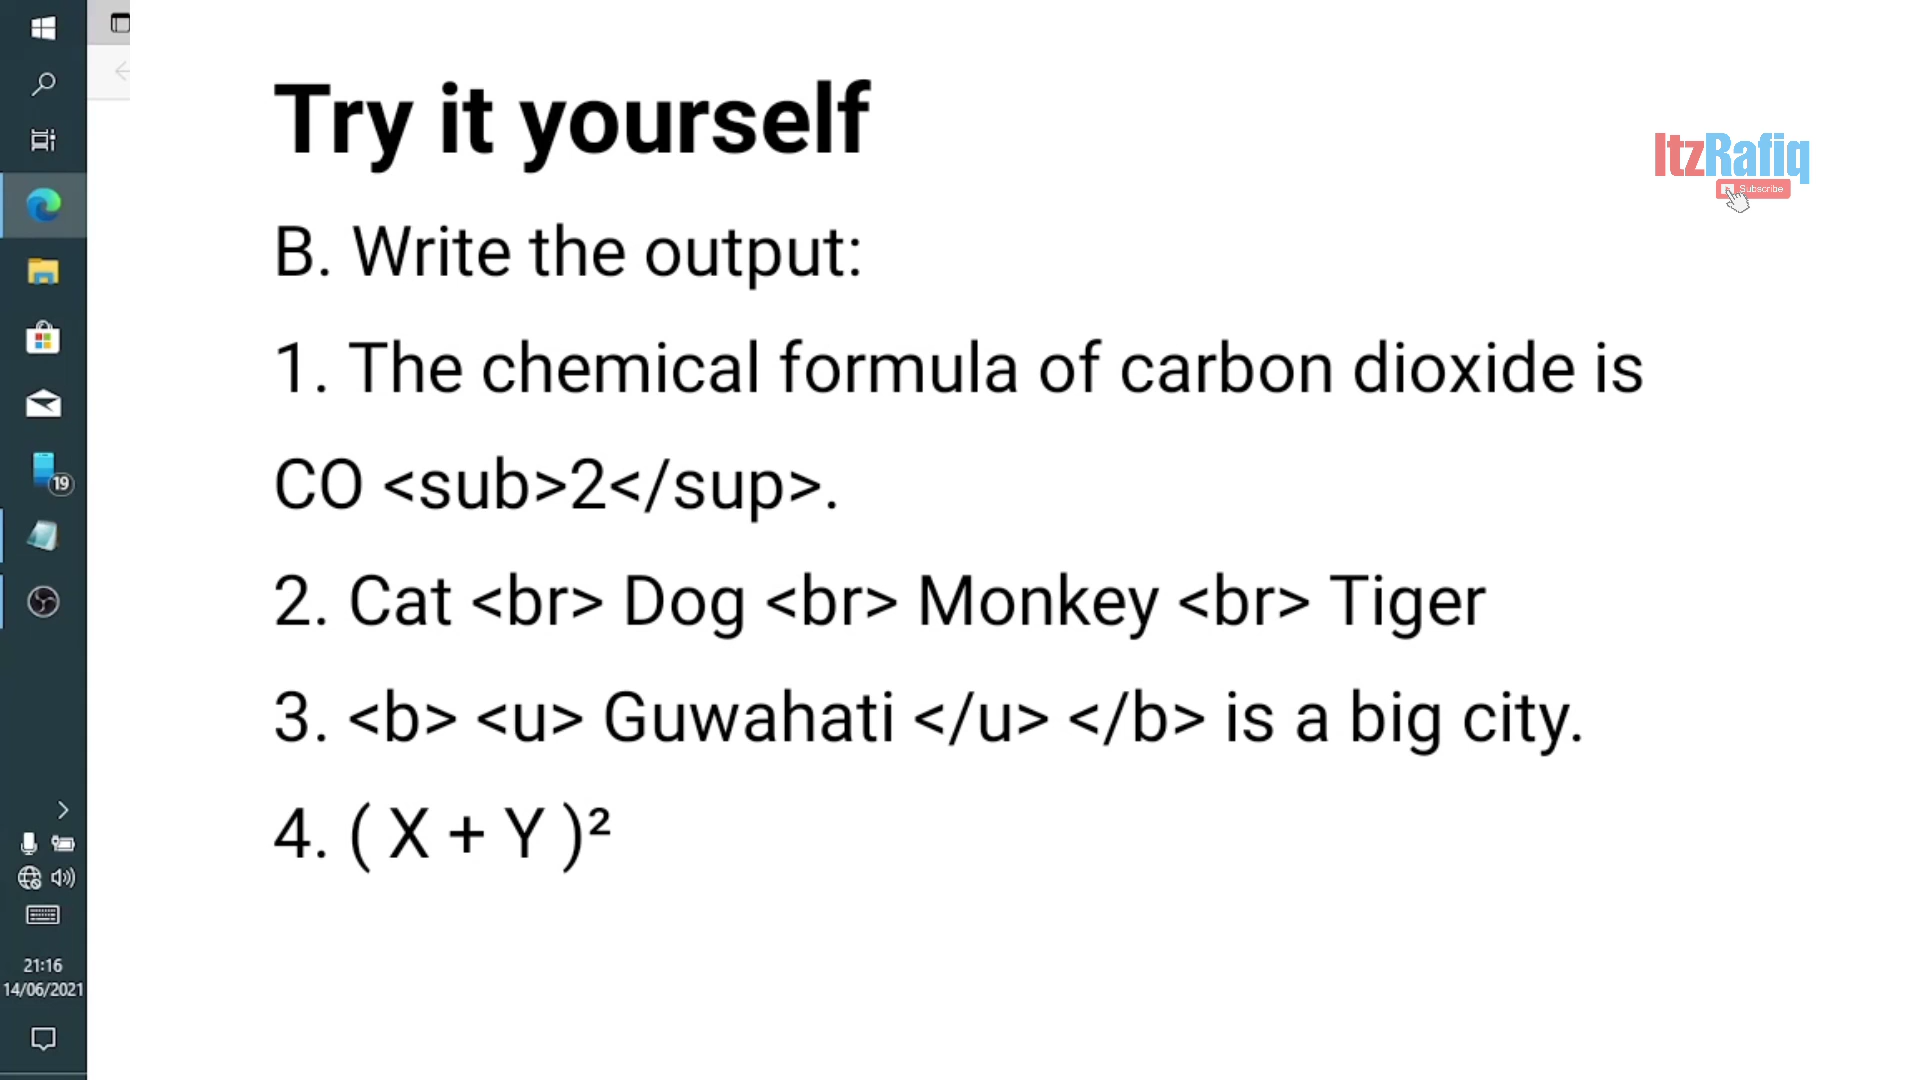 Try it yourself
ItzRafiq
Subscribe
B. Write the output:
1. The chemical formula of carbon dioxide is
CO <sub>2</sup>.
2. Cat <br> Dog <br> Monkey <br> Tiger
3. <b> <u> Guwahati </u> </b> is a big city.
4. ( X + Y )²
19
21:16
14/06/2021